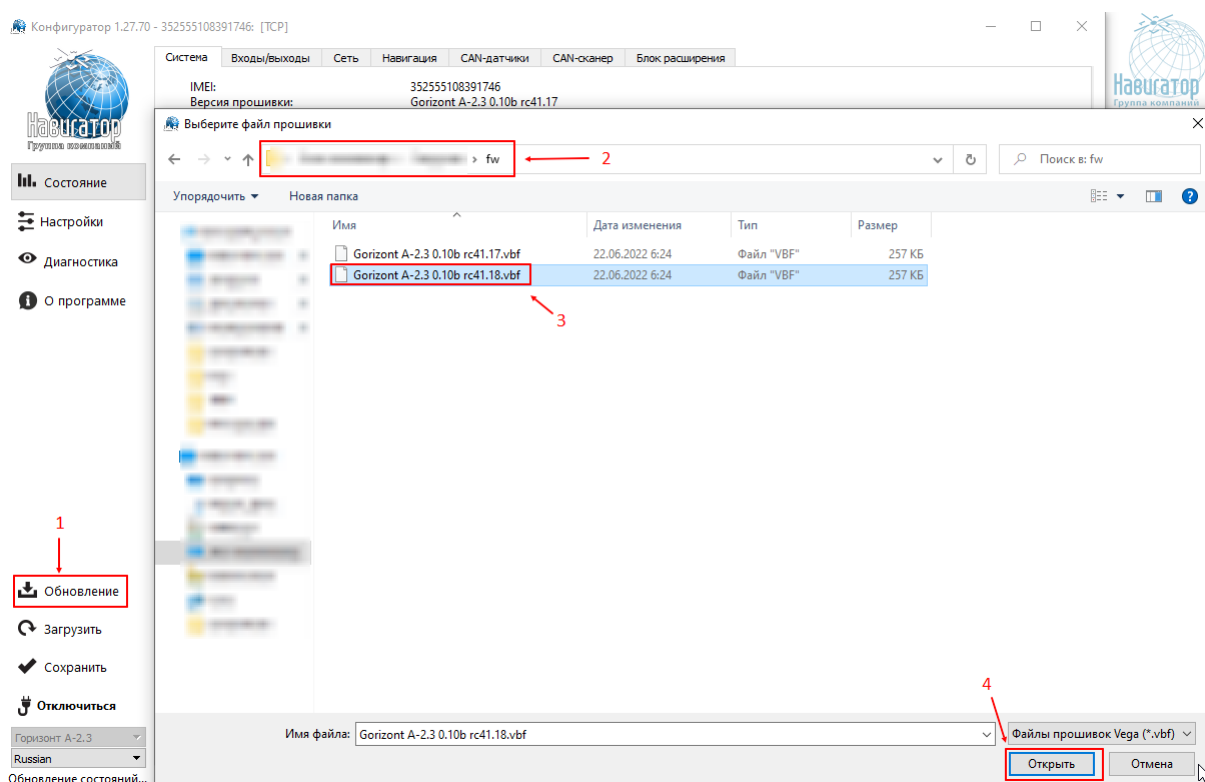 Конфигуратор 1.27.70 - 352555108391746: [TCP]
Навигатор
Группа компаний
Система Входы/выходы Сеть Навигация CAN-датчики CAN-сканер Блок расширения
IMEI: 352555108391746
Версия прошивки: Gorizont A-2.3 0.10b rc41.17
Навигатор
Группа компаний
Выберите файл прошивки
fw
2
Поиск в: fw
Упорядочить Новая папка
Имя Дата изменения Тип Размер
Gorizont A-2.3 0.10b rc41.17.vbf 22.06.2022 6:24 Файл "VBF" 257 КБ
Gorizont A-2.3 0.10b rc41.18.vbf 22.06.2022 6:24 Файл "VBF" 257 КБ
3
Состояние
Настройки
Диагностика
О программе
1
Обновление
Загрузить
Сохранить
Отключиться
Горизонт A-2.3
Russian
Обновление состояний...
4
Имя файла: Gorizont A-2.3 0.10b rc41.18.vbf Файлы прошивок Vega (*.vbf)
Открыть Отмена